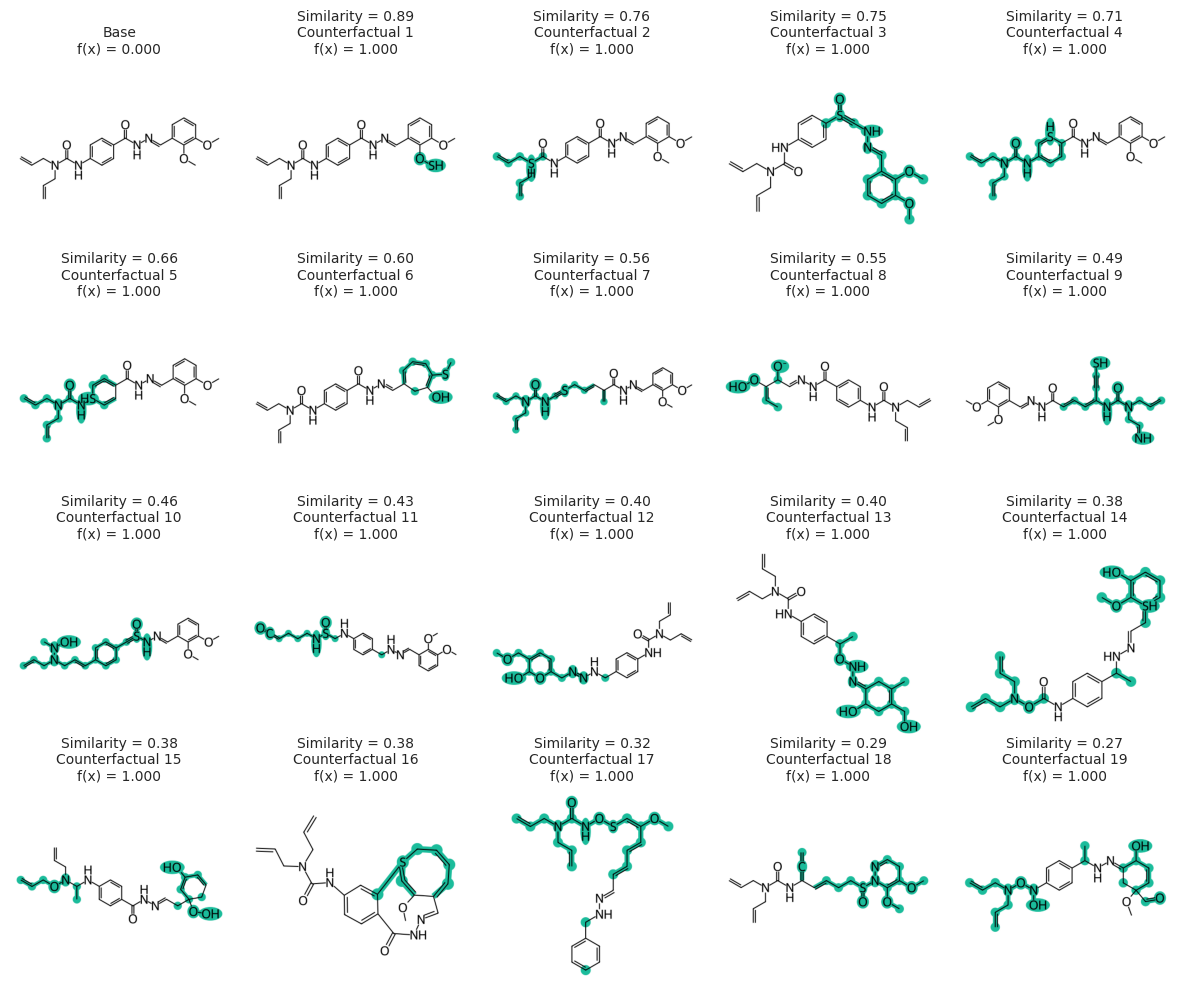 Base
f(x) = 0.000
Similarity = 0.89
Counterfactual 1
f(x) = 1.000
Similarity = 0.76
Counterfactual 2
f(x) = 1.000
Similarity = 0.75
Counterfactual 3
f(x) = 1.000
Similarity = 0.71
Counterfactual 4
f(x) = 1.000
Similarity = 0.66
Counterfactual 5
f(x) = 1.000
Similarity = 0.60
Counterfactual 6
f(x) = 1.000
Similarity = 0.56
Counterfactual 7
f(x) = 1.000
Similarity = 0.55
Counterfactual 8
f(x) = 1.000
Similarity = 0.49
Counterfactual 9
f(x) = 1.000
Similarity = 0.46
Counterfactual 10
f(x) = 1.000
Similarity = 0.43
Counterfactual 11
f(x) = 1.000
Similarity = 0.40
Counterfactual 12
f(x) = 1.000
Similarity = 0.40
Counterfactual 13
f(x) = 1.000
Similarity = 0.38
Counterfactual 14
f(x) = 1.000
Similarity = 0.38
Counterfactual 15
f(x) = 1.000
Similarity = 0.38
Counterfactual 16
f(x) = 1.000
Similarity = 0.32
Counterfactual 17
f(x) = 1.000
Similarity = 0.29
Counterfactual 18
f(x) = 1.000
Similarity = 0.27
Counterfactual 19
f(x) = 1.000